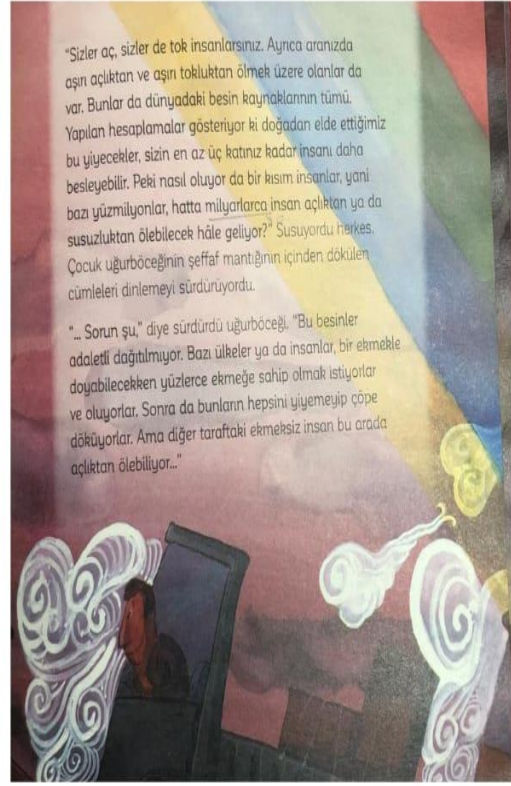 "Sizler aç, sizler de tok insanlarsınız. Ayrıca aranızda
aşırı açlıktan ve aşırı tokluktan ölmek üzere olanlar da
var. Bunlar da dünyadaki besin kaynaklarının tümü.
Yapılan hesaplamalar gösteriyor ki doğadan elde ettiğimiz
bu yiyecekler, sizin en az üç katınız kadar insanı daha
besleyebilir. Peki nasıl oluyor da bir kısım insanlar, yani
bazı yüzmilyonlar, hatta milyarlarca insan açlıktan ya da
susuzluktan ölebilecek hâle geliyor?" Susuyordu herkes.
Çocuk uğurböceğinin şeffaf mantığının içinden dökülen
cümleleri dinlemeyi sürdürüyordu.
"... Sorun şu," diye sürdürdü uğurböceği. "Bu besinler
adaletli dağıtılmıyor. Bazı ülkeler ya da insanlar, bir ekmekle
doyabilecekken yüzlerce ekmeğe sahip olmak istiyorlar
ve oluyorlar. Sonra da bunların hepsini yiyemeyip çöpe
döküyorlar. Ama diğer taraftaki ekmeksiz insan bu arada
açlıktan ölebiliyor..."